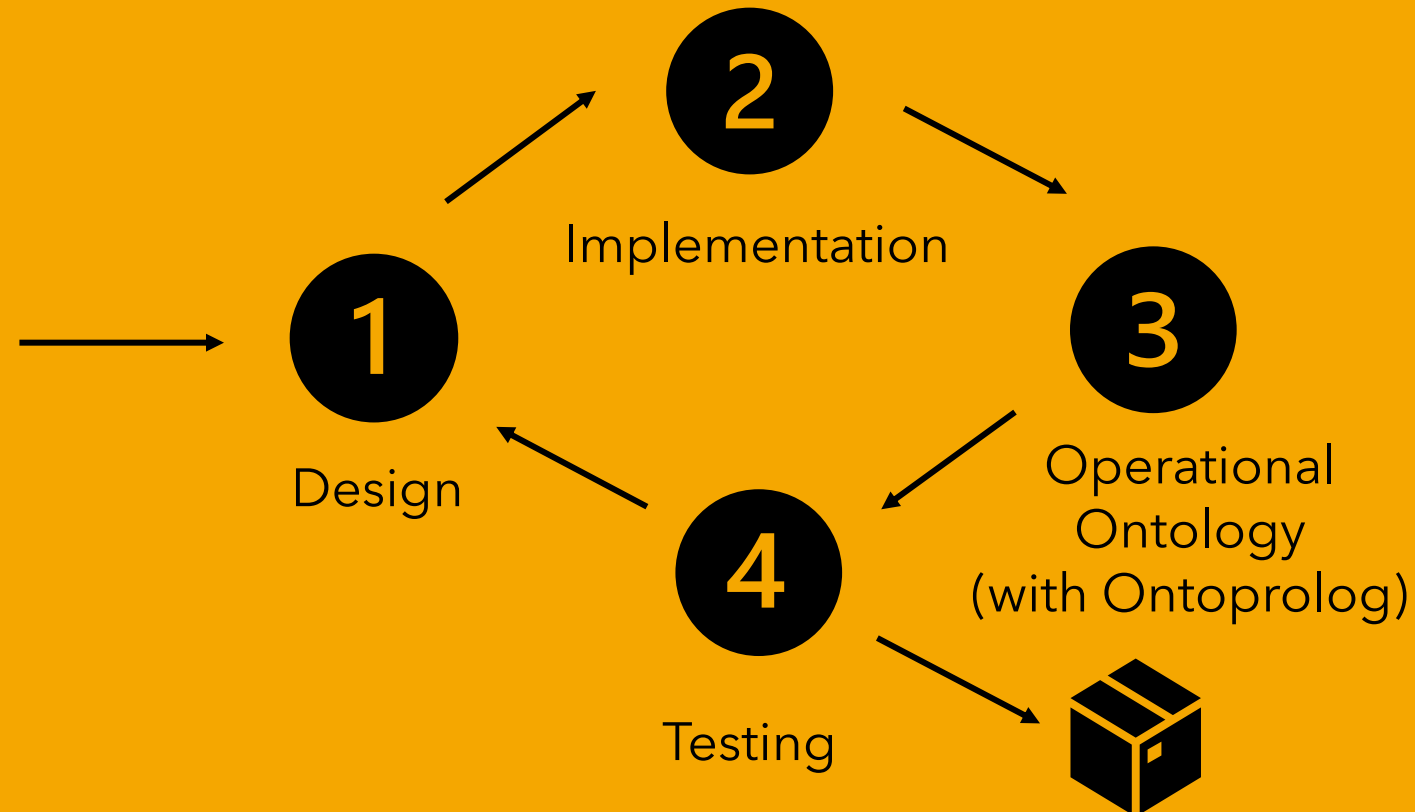 1
Design
2
Implementation
3
Operational
Ontology
(with Ontoprolog)
4
Testing